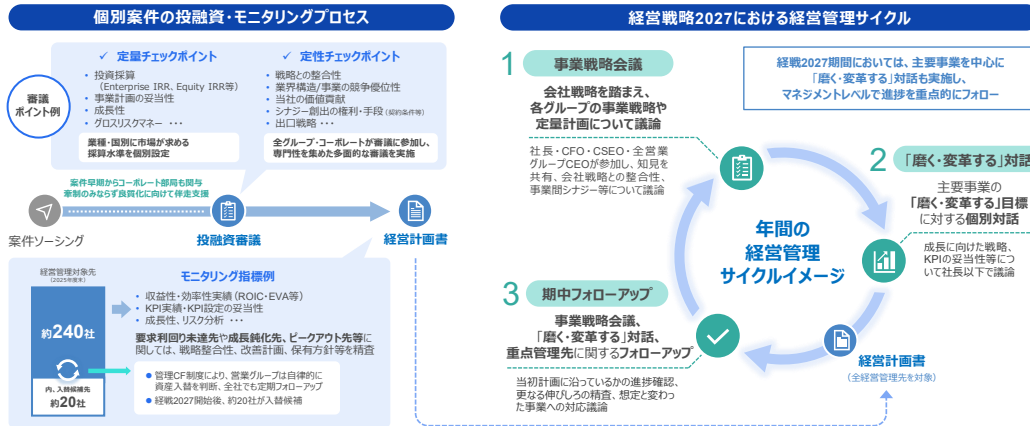 個別案件の投融資・モニタリングプロセス
✓ 定量チェックポイント
・ 投資採算
（Enterprise IRR、Equity IRR等）
・ 事業計画の妥当性
・ 成長性
・ グロスリスクマネー ・・・
業種・国別に市場が求める
採算水準を個別設定
✓ 定性チェックポイント
・ 戦略との整合性
・ 業界構造/事業の競争優位性
・ 当社の価値貢献
・ シナジー創出の権利・手段（契約条件等）
・ 出口戦略 ・・・
全グループ・コーポレートが審議に参加し、
専門性を集めた多面的な審議を実施
審議
ポイント例
案件早期からコーポレート部局も関与
牽制のみならず良質化に向けて伴走支援
案件ソーシング
投融資審議
経営計画書
経営管理対象先
（2025年度末）
約240社
内、入替候補先
約20社
モニタリング指標例
・ 収益性・効率性実績（ROIC・EVA等）
・ KPI実績・KPI設定の妥当性
・ 成長性、リスク分析 ・・・
要求利回り未達先や成長鈍化先、ピークアウト先等に
関しては、戦略整合性、改善計画、保有方針等を精査
● 管理CF制度により、営業グループは自律的に
資産入替を判断、全社でも定期フォローアップ
● 経戦2027開始後、約20社が入替候補
経営戦略2027における経営管理サイクル
1 事業戦略会議
会社戦略を踏まえ、
各グループの事業戦略や
定量計画について議論
社長・CFO・CSEO・全営業
グループCEOが参加し、知見を
共有、会社戦略との整合性、
事業間シナジー等について議論
経戦2027期間においては、主要事業を中心に
「磨く・変革する」対話も実施し、
マネジメントレベルで進捗を重点的にフォロー
2 「磨く・変革する」対話
主要事業の
「磨く・変革する」目標
に対する個別対話
成長に向けた戦略、
KPIの妥当性等につ
いて社長以下で議論
年間の
経営管理
サイクルイメージ
3 期中フォローアップ
事業戦略会議、
「磨く・変革する」対話、
重点管理先に関するフォローアップ
当初計画に沿っているかの進捗確認、
更なる伸びしろの精査、想定と変わっ
た事業への対応議論
経営計画書
（全経営管理先を対象）